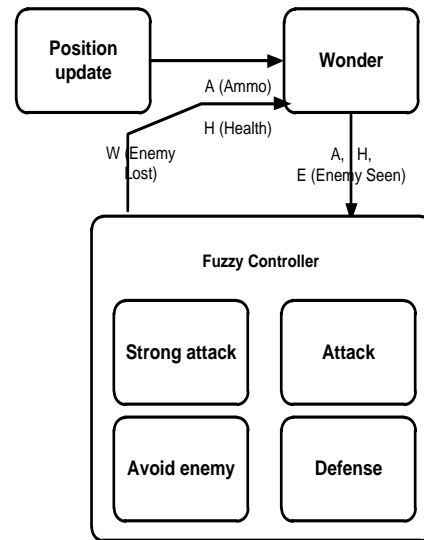 Position
update
Wonder
A (Ammo)
H (Health)
W (Enemy
Lost)
A, H,
E (Enemy Seen)
Fuzzy Controller
Strong attack
Attack
Avoid enemy
Defense